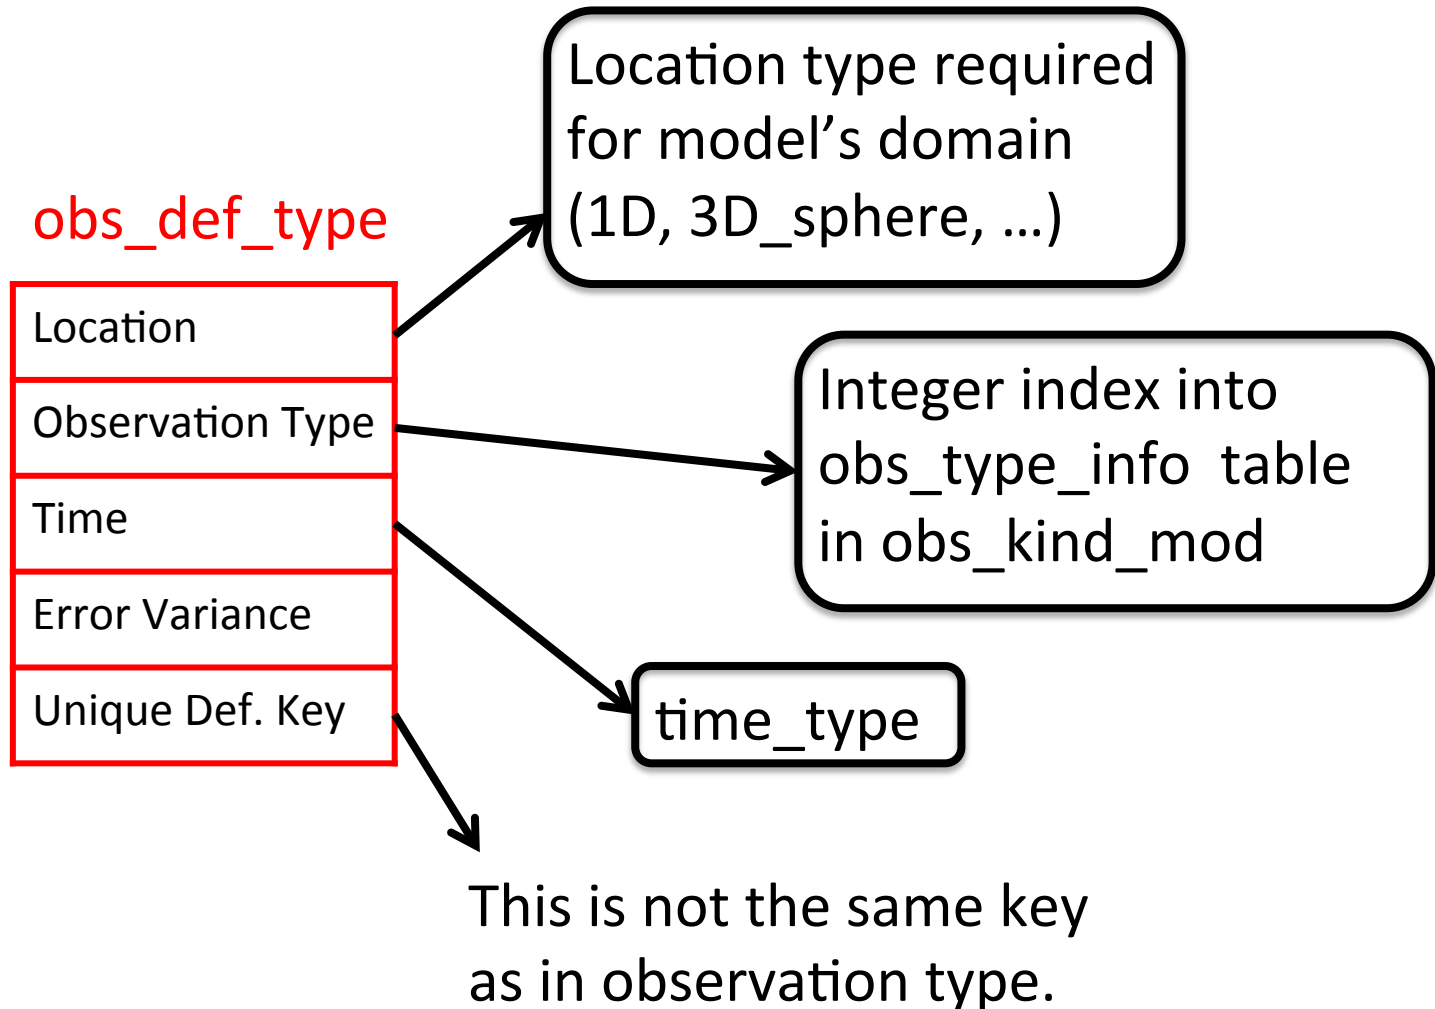 Location type required
for model’s domain
(1D, 3D_sphere, …)
obs_def_type
Location
Observation Type
Time
Error Variance
Unique Def. Key
Integer index into
obs_type_info table
in obs_kind_mod
time_type
This is not the same key
as in observation type.